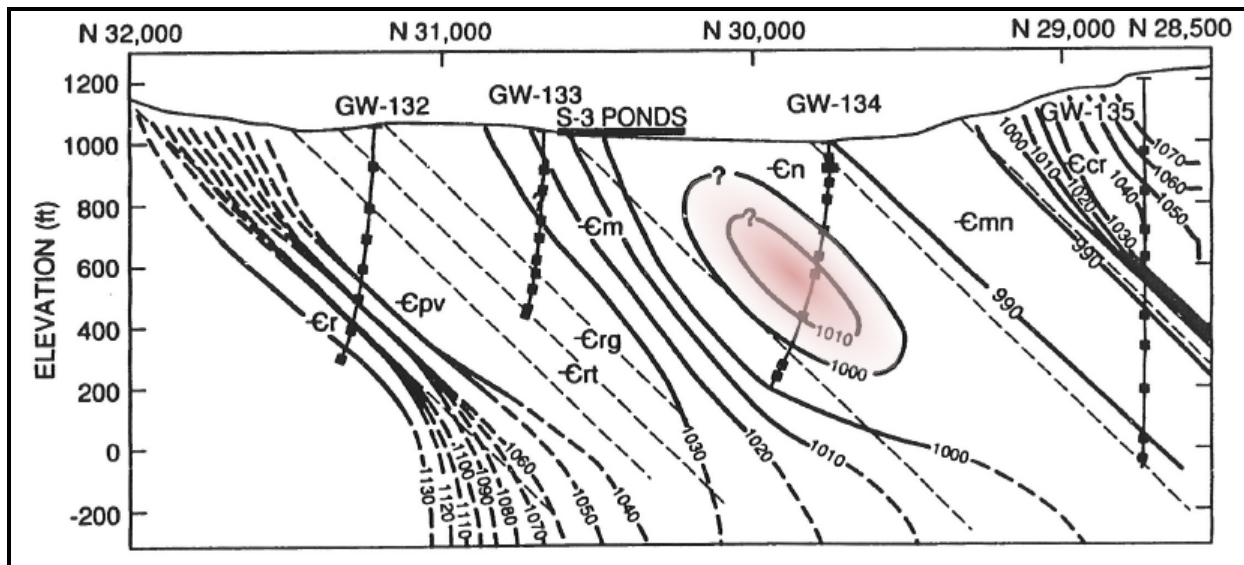 N 32,000 N 31,000 N 30,000 N 29,000 N 28,500
1200
1000
800
600
400
200
0
-200
ELEVATION (ft)
GW-132
GW-133
S-3 PONDS
GW-134
GW-135
Єr
Єpv
Єrg
Єrt
Єm
Єn
Єmn
Єcr
?
?
1010
1000
1130
1120
1110
1100
1090
1080
1070
1060
1050
1040
1030
1020
1010
1000
990
990
1000
1010
1020
1030
1040
1050
1060
1070